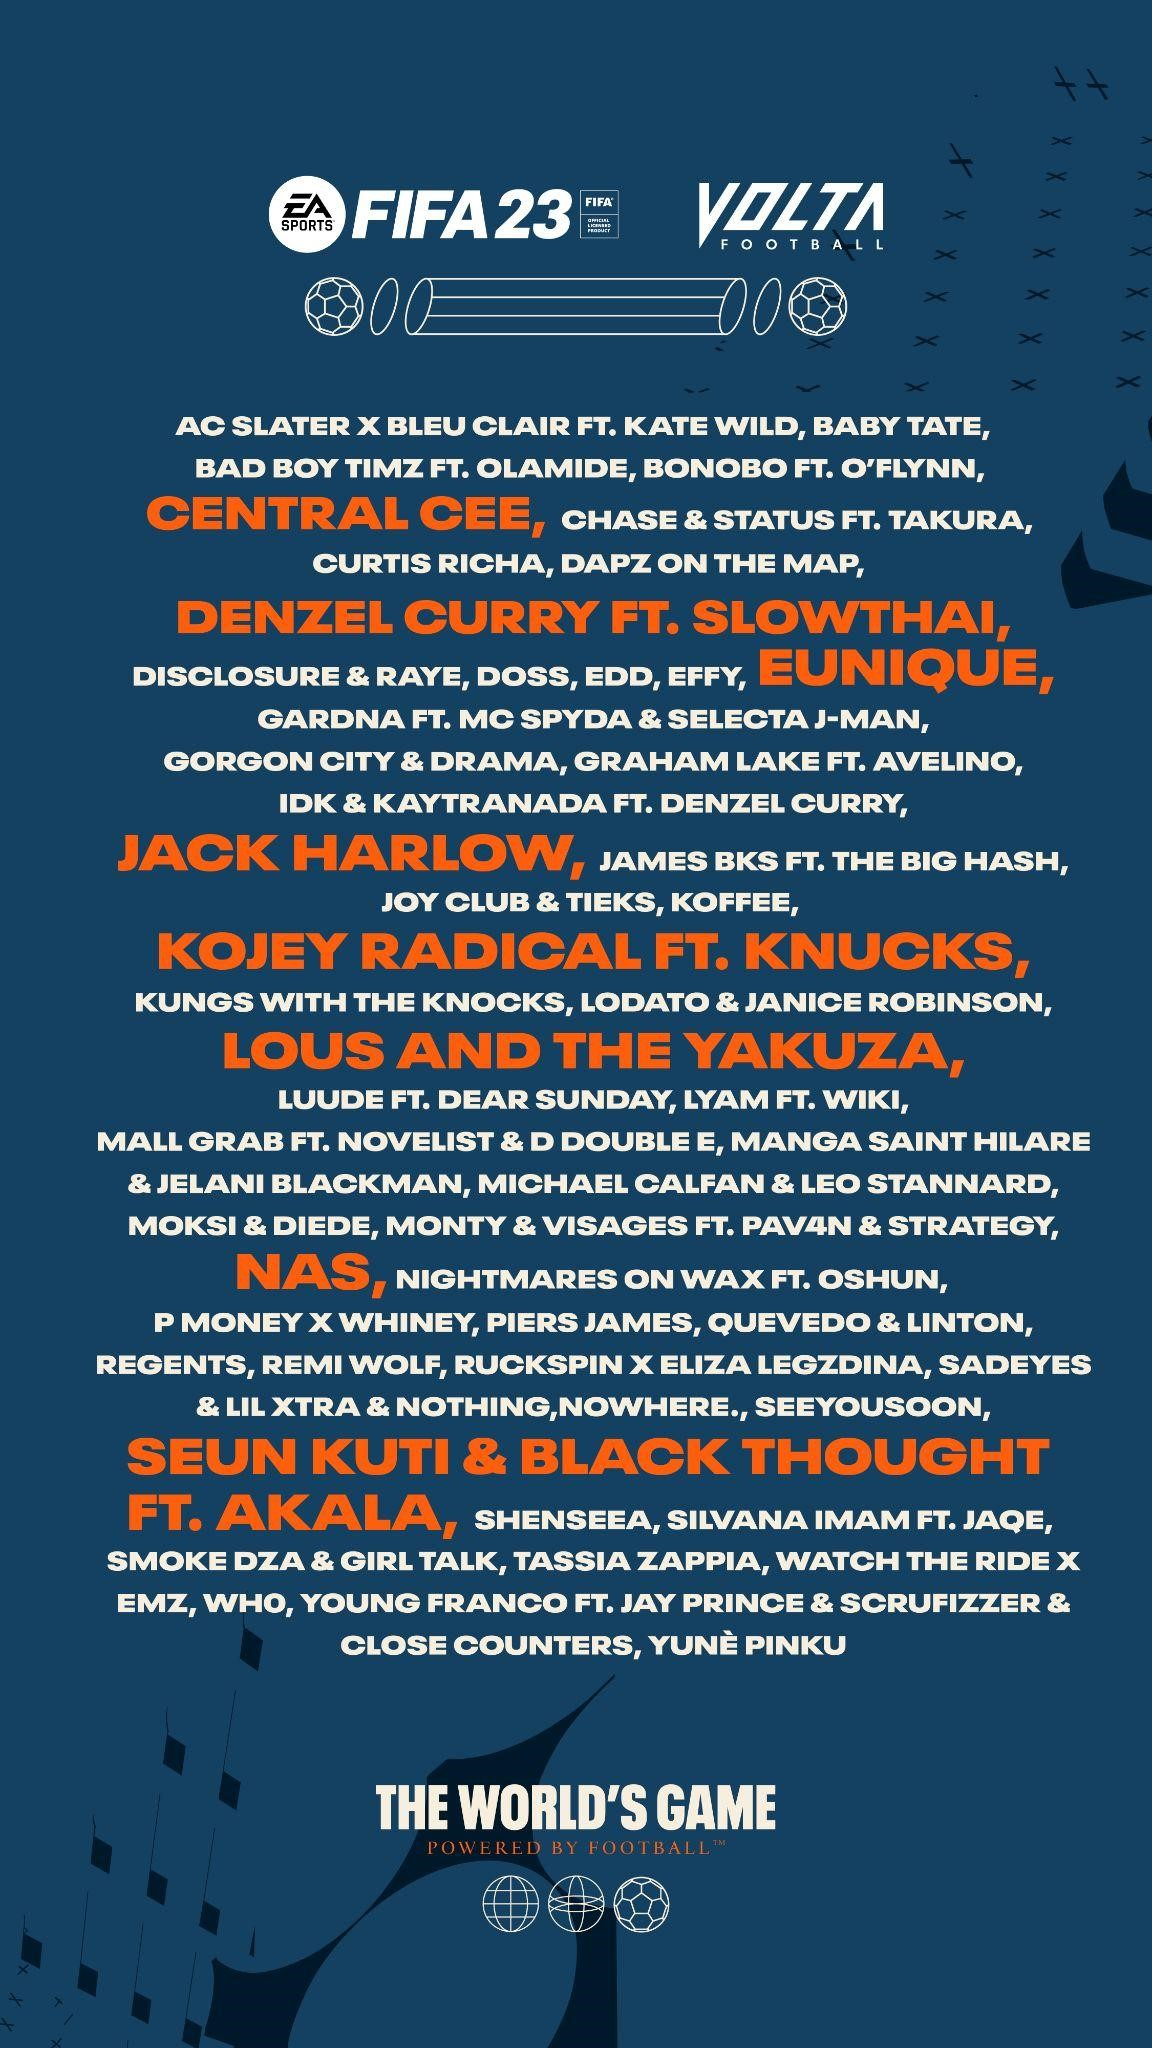 EA SPORTS FIFA 23 FIFA OFFICIAL LICENSED PRODUCT VOLTA FOOTBALL
AC SLATER X BLEU CLAIR FT. KATE WILD, BABY TATE,
BAD BOY TIMZ FT. OLAMIDE, BONOBO FT. O'FLYNN,
CENTRAL CEE, CHASE & STATUS FT. TAKURA,
CURTIS RICHA, DAPZ ON THE MAP,
DENZEL CURRY FT. SLOWTHAI,
DISCLOSURE & RAYE, DOSS, EDD, EFFY, EUNIQUE,
GARDNA FT. MC SPYDA & SELECTA J-MAN,
GORGON CITY & DRAMA, GRAHAM LAKE FT. AVELINO,
IDK & KAYTRANADA FT. DENZEL CURRY,
JACK HARLOW, JAMES BKS FT. THE BIG HASH,
JOY CLUB & TIEKS, KOFFEE,
KOJEY RADICAL FT. KNUCKS,
KUNGS WITH THE KNOCKS, LODATO & JANICE ROBINSON,
LOUS AND THE YAKUZA,
LUUDE FT. DEAR SUNDAY, LYAM FT. WIKI,
MALL GRAB FT. NOVELIST & D DOUBLE E, MANGA SAINT HILARE
& JELANI BLACKMAN, MICHAEL CALFAN & LEO STANNARD,
MOKSI & DIEDE, MONTY & VISAGES FT. PAV4N & STRATEGY,
NAS, NIGHTMARES ON WAX FT. OSHUN,
P MONEY X WHINEY, PIERS JAMES, QUEVEDO & LINTON,
REGENTS, REMI WOLF, RUCKSPIN X ELIZA LEGZDINA, SADEYES
& LIL XTRA & NOTHING,NOWHERE., SEEYOUSOON,
SEUN KUTI & BLACK THOUGHT
FT. AKALA, SHENSEEA, SILVANA IMAM FT. JAQE,
SMOKE DZA & GIRL TALK, TASSIA ZAPPIA, WATCH THE RIDE X
EMZ, WH0, YOUNG FRANCO FT. JAY PRINCE & SCRUFIZZER &
CLOSE COUNTERS, YUNÈ PINKU
THE WORLD'S GAME
POWERED BY FOOTBALL™